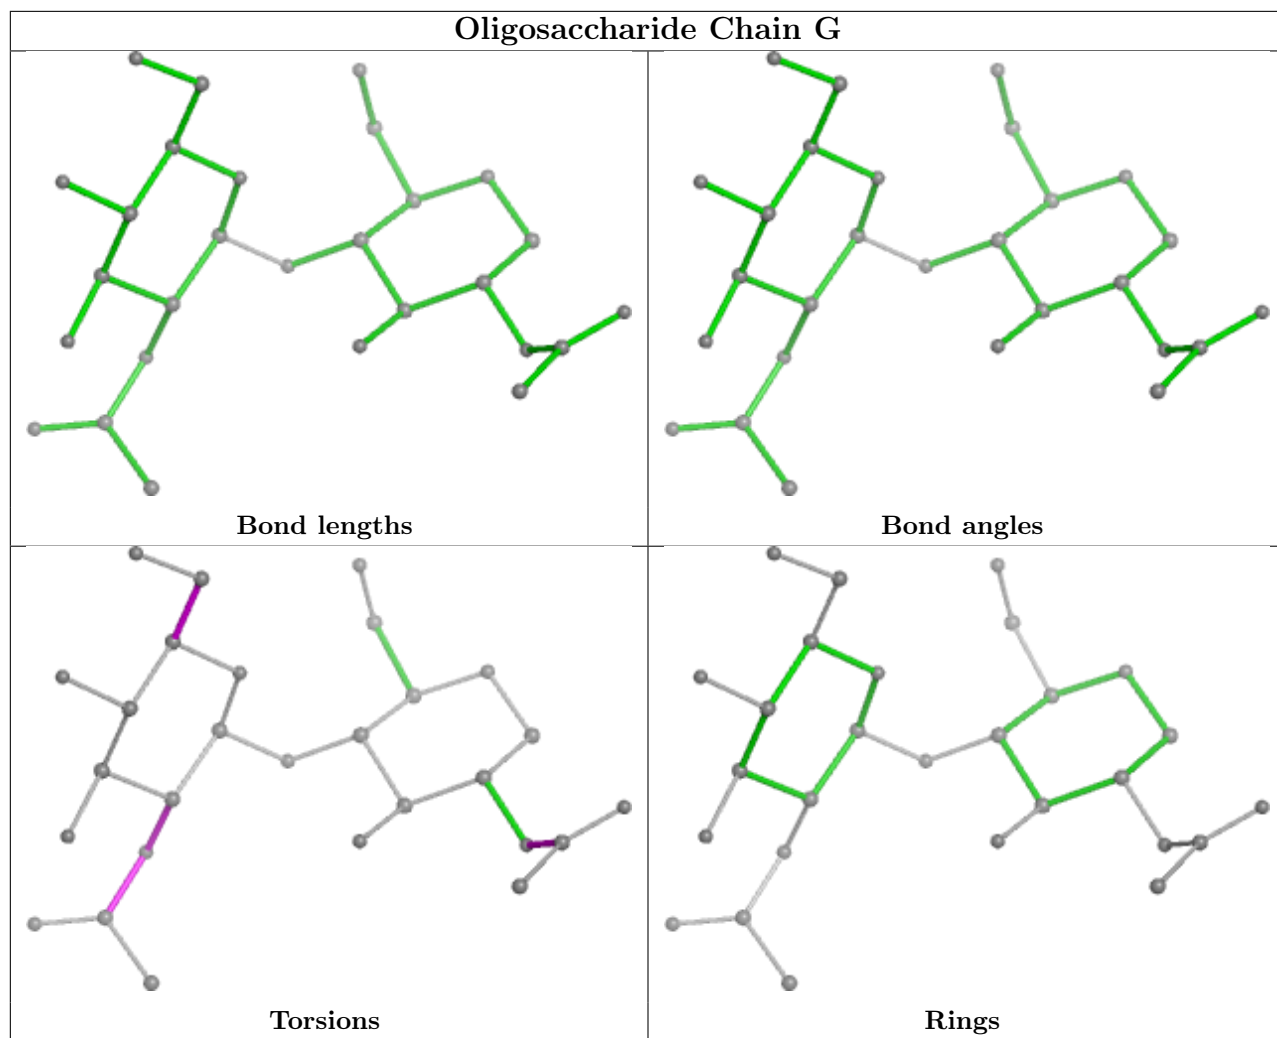 Oligosaccharide Chain G
Bond lengths
Bond angles
Torsions
Rings